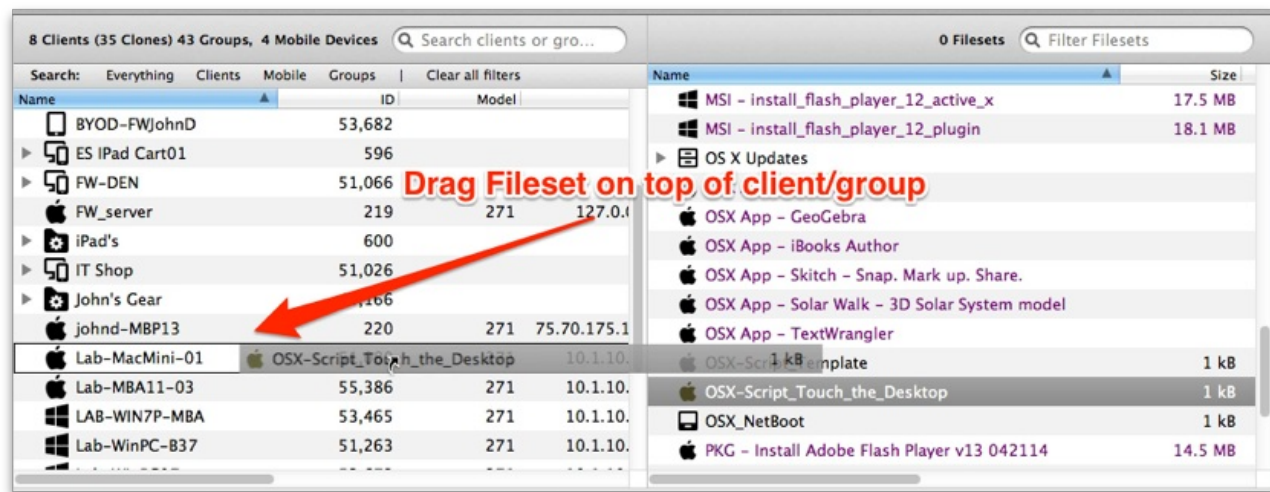 8 Clients (35 Clones) 43 Groups, 4 Mobile Devices Search clients or gro...
Search: Everything Clients Mobile Groups | Clear all filters
Name ID Model
BYOD-FWJohnD 53,682
ES IPad Cart01 596
FW-DEN 51,066
FW_server 219 271 127.0.
iPad's 600
IT Shop 51,026
John's Gear
johnd-MBP13 220 271 75.70.175.1
Lab-MacMini-01 271 10.1.10.
Lab-MBA11-03 55,386 271 10.1.10.
LAB-WIN7P-MBA 53,465 271 10.1.10.
Lab-WinPC-B37 51,263 271 10.1.10.
Drag Fileset on top of client/group
OSX-Script_Touch_the_Desktop 1 kB
0 Filesets Filter Filesets
Name Size
MSI - install_flash_player_12_active_x 17.5 MB
MSI - install_flash_player_12_plugin 18.1 MB
OS X Updates
OSX App - GeoGebra
OSX App - iBooks Author
OSX App - Skitch - Snap. Mark up. Share.
OSX App - Solar Walk - 3D Solar System model
OSX App - TextWrangler
OSX-Script_Template 1 kB
OSX-Script_Touch_the_Desktop 1 kB
OSX_NetBoot 1 kB
PKG - Install Adobe Flash Player v13 042114 14.5 MB